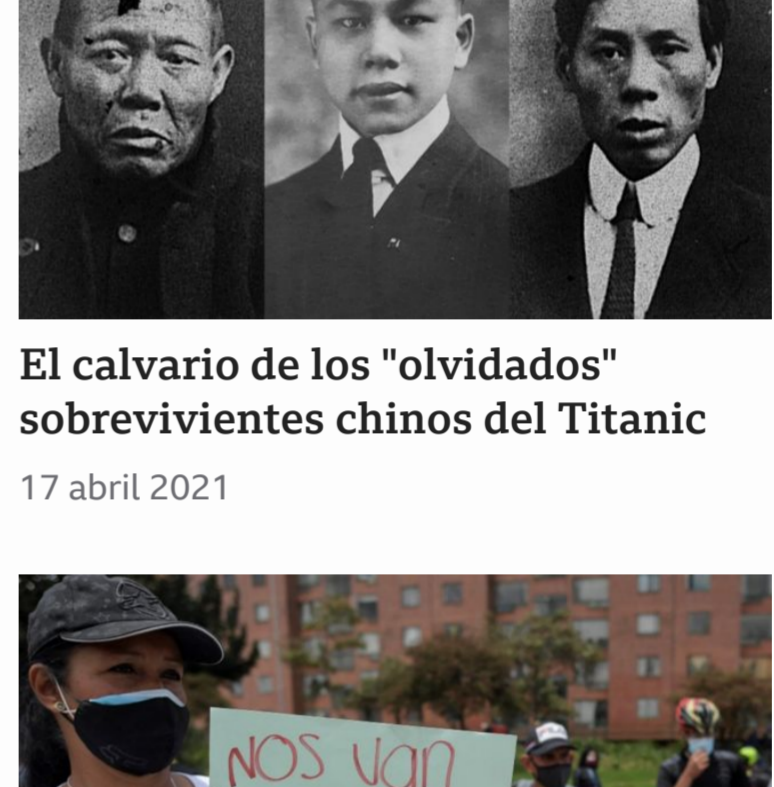 El calvario de los "olvidados"
sobrevivientes chinos del Titanic
17 abril 2021
NOS van